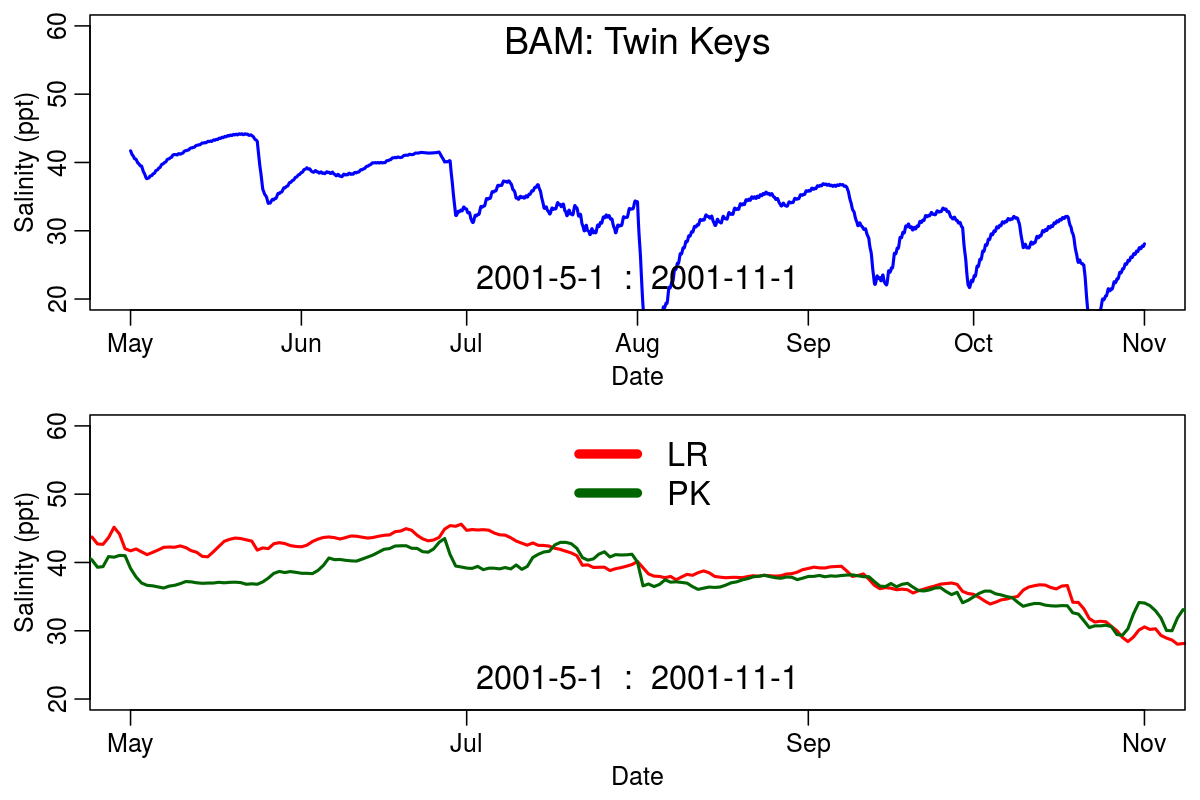 BAM: Twin Keys
60
50
40
30
20
Salinity (ppt)
2001-5-1 : 2001-11-1
May Jun Jul Aug Sep Oct Nov
Date
LR
PK
60
50
40
30
20
Salinity (ppt)
2001-5-1 : 2001-11-1
May Jul Sep Nov
Date